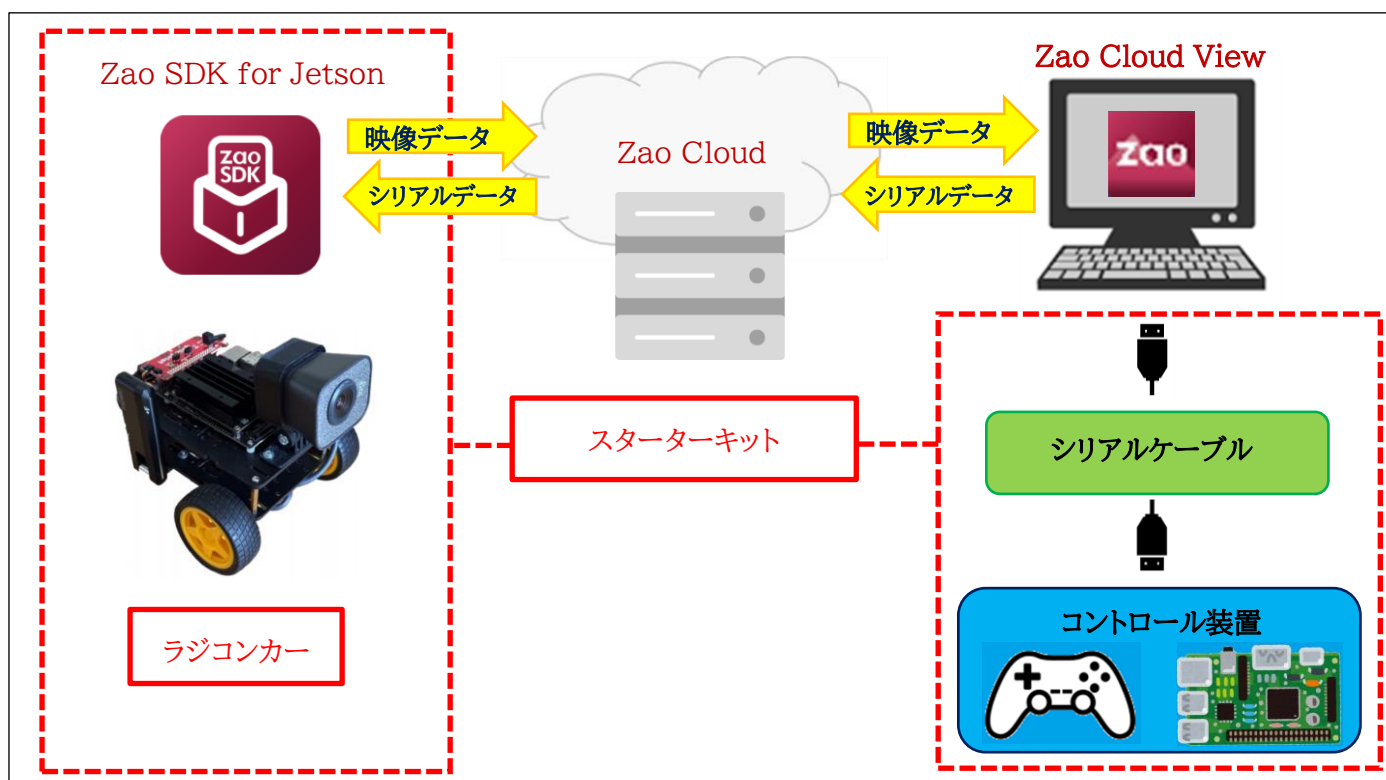 Zao SDK for Jetson
Zao
SDK
映像データ
シリアルデータ
Zao Cloud
映像データ
シリアルデータ
Zao Cloud View
zao
スターターキット
シリアルケーブル
コントロール装置
ラジコンカー